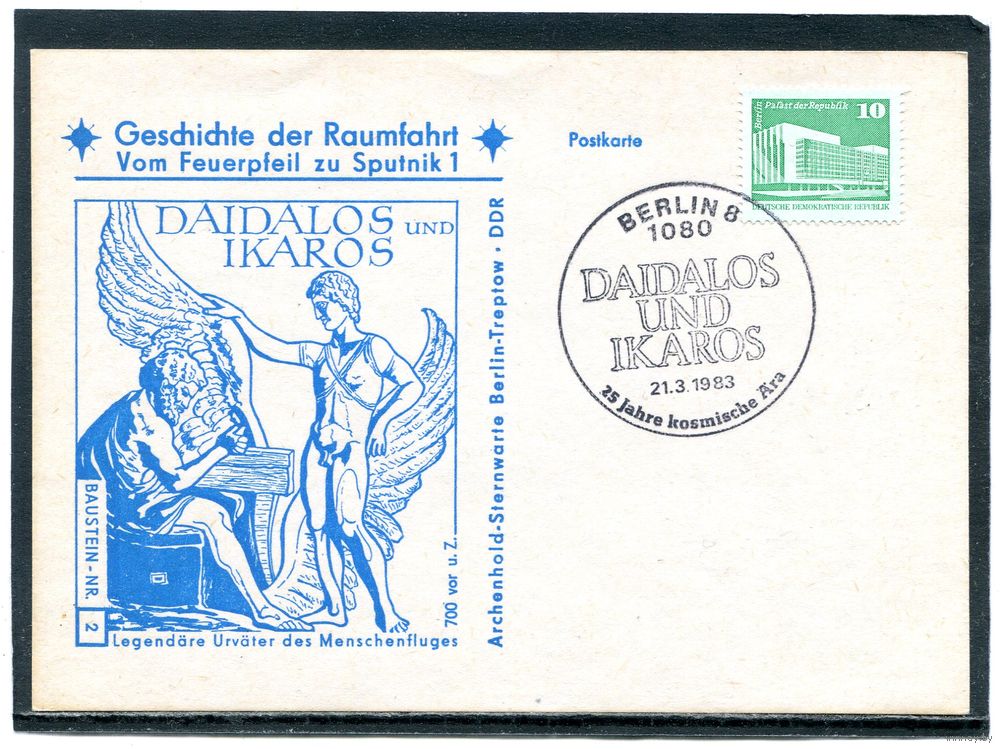 Geschichte der Raumfahrt
Vom Feuerpfeil zu Sputnik 1
DAIDALOS UND
IKAROS
BAUSTEIN-NR.
2
Legendäre Urväter des Menschenfluges
700 vor u. Z.
Archenhold-Sternwarte Berlin-Treptow · DDR
Postkarte
Berlin
Palast der Republik
10
DEUTSCHE DEMOKRATISCHE REPUBLIK
BERLIN 8
1080
DAIDALOS
UND
IKAROS
21.3.1983
25 Jahre kosmische Ära